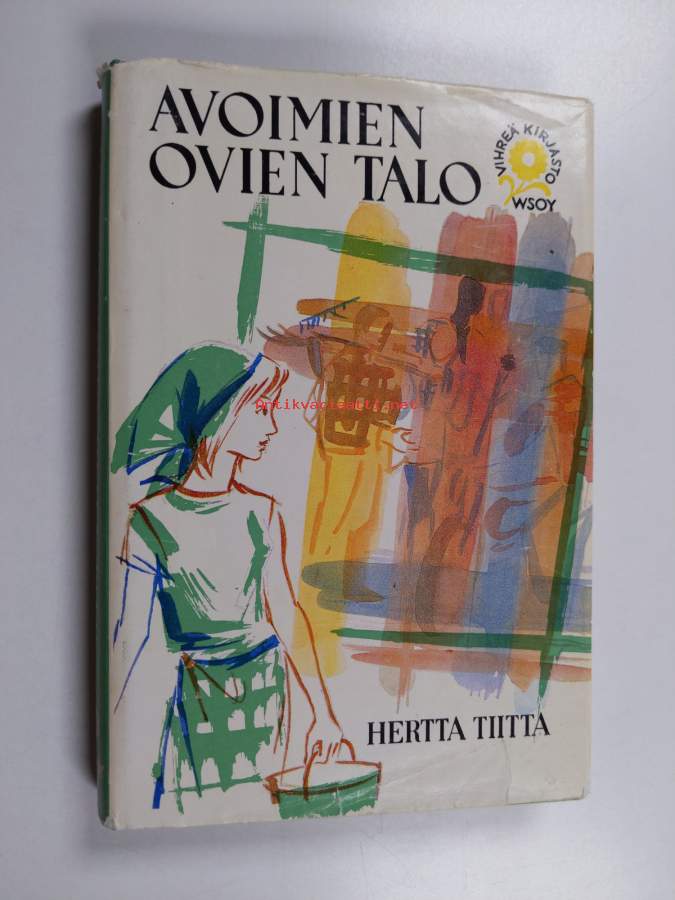 AVOIMIEN
OVIEN TALO
VIHREÄ KIRJASTO
WSOY
Antikvariaatti.net
HERTTA TIITTA